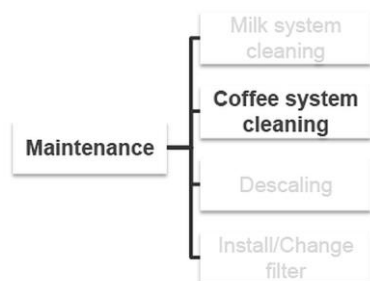 Milk system
cleaning
Coffee system
cleaning
Maintenance
Descaling
Install/Change
filter